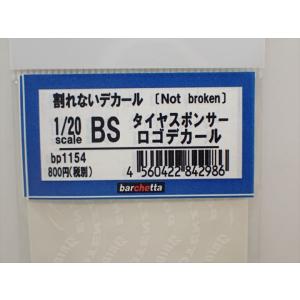 割れないデカール [Not broken]
1/20 scale BS タイヤスポンサー ロゴデカール
bp1154
800円(税別)
4 560422 842986
barchetta